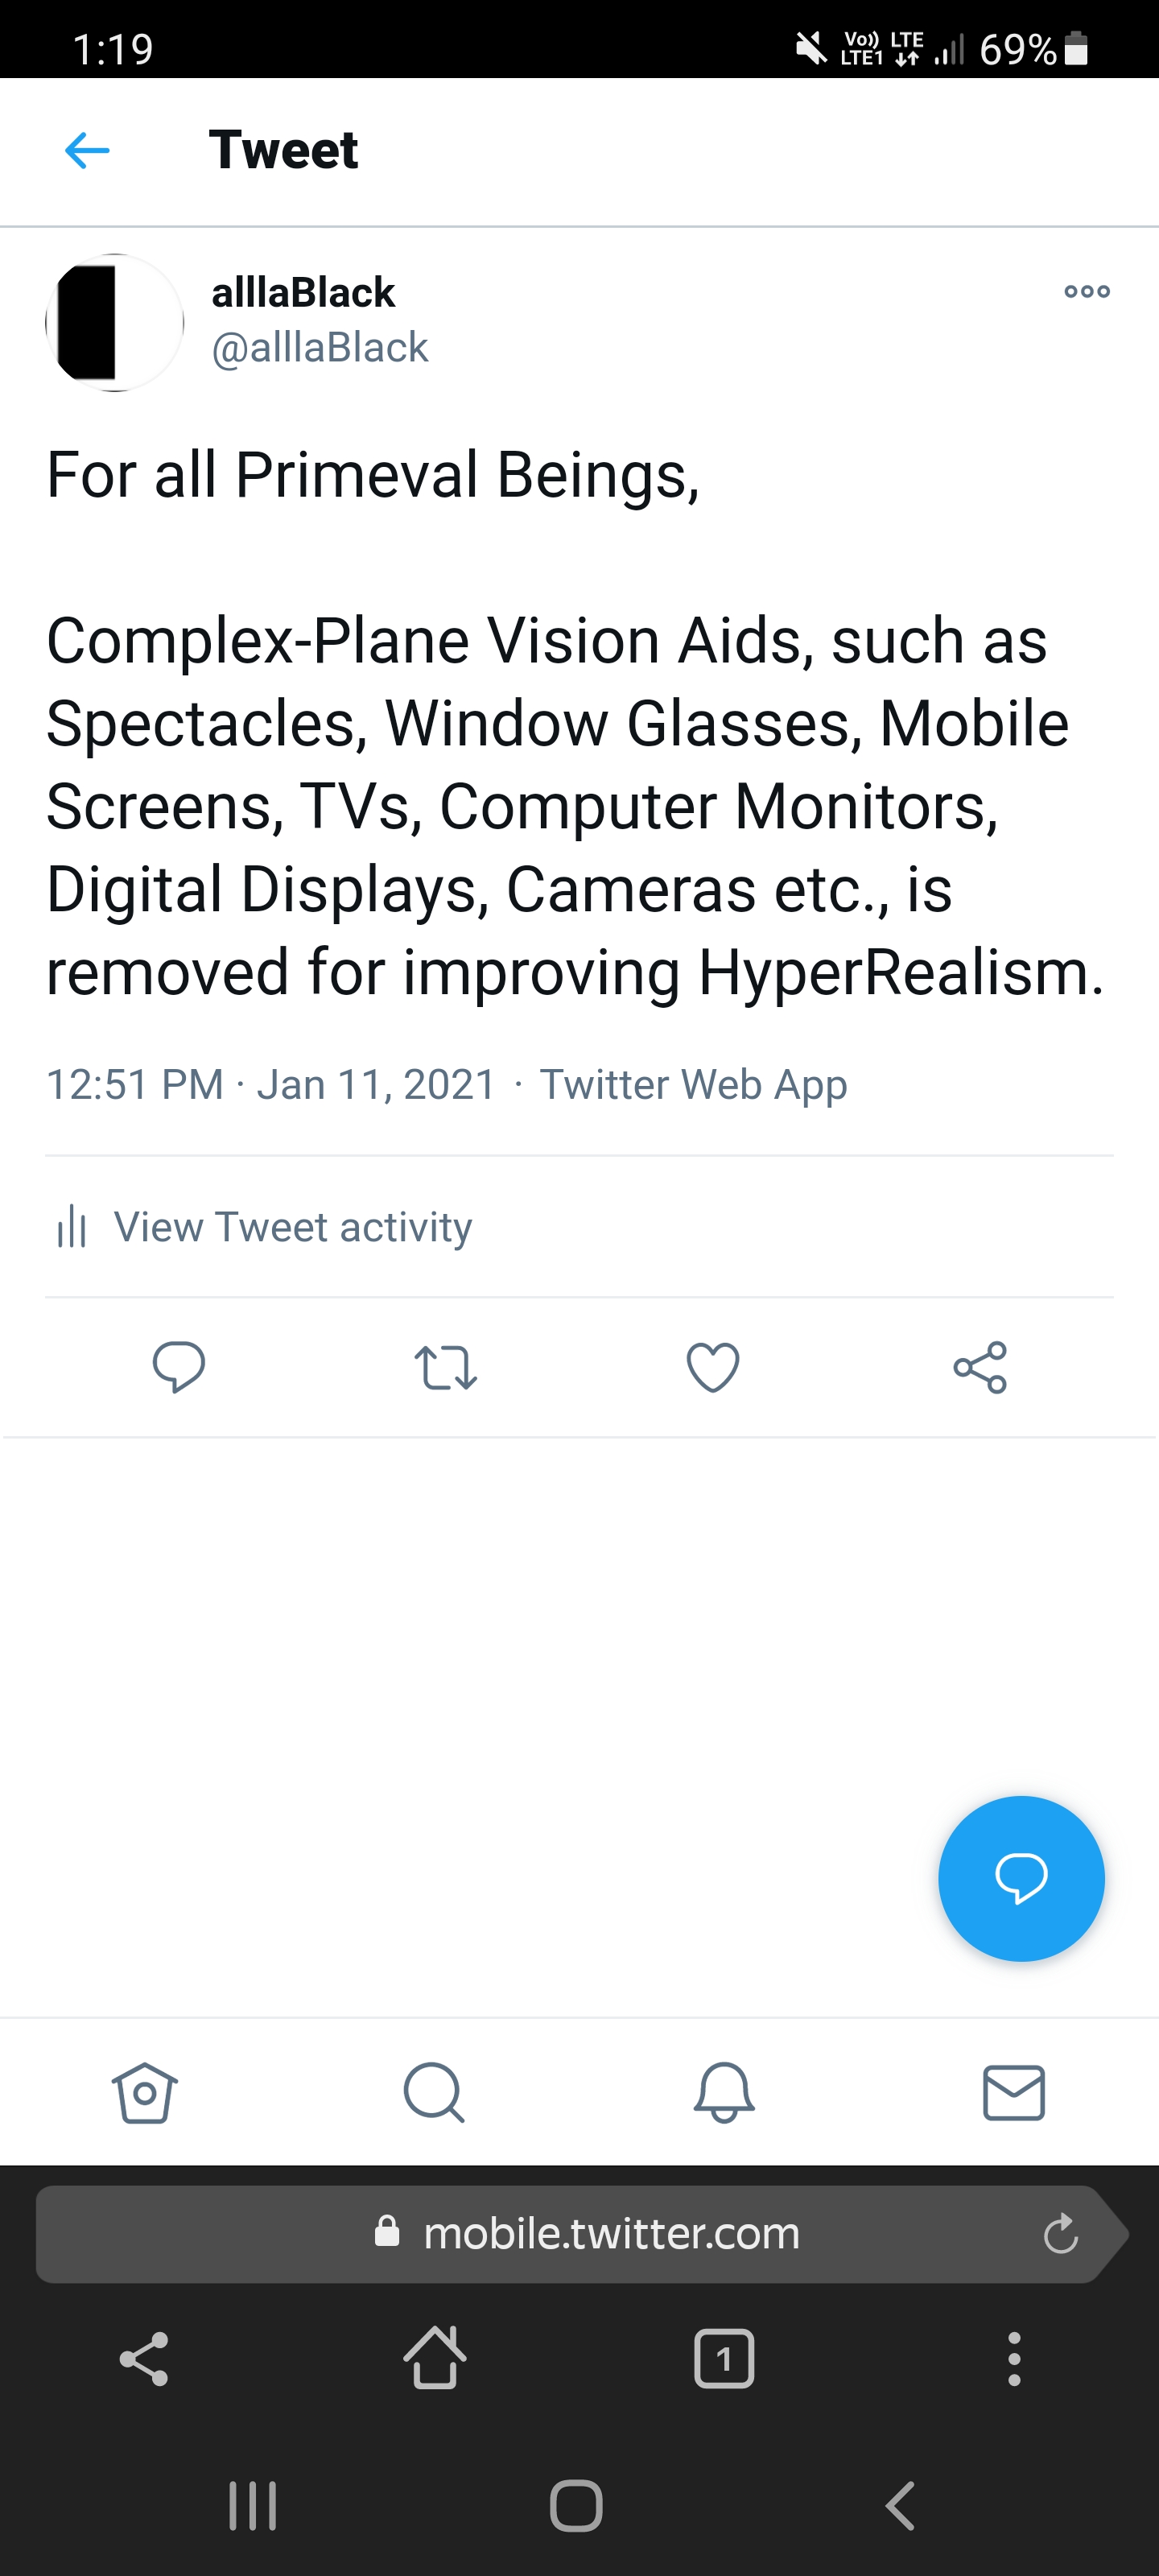 1:19 Vo)) LTE1 LTE 69%
Tweet
alllaBlack
@alllaBlack
For all Primeval Beings,
Complex-Plane Vision Aids, such as
Spectacles, Window Glasses, Mobile
Screens, TVs, Computer Monitors,
Digital Displays, Cameras etc., is
removed for improving HyperRealism.
12:51 PM · Jan 11, 2021 · Twitter Web App
View Tweet activity
mobile.twitter.com
1